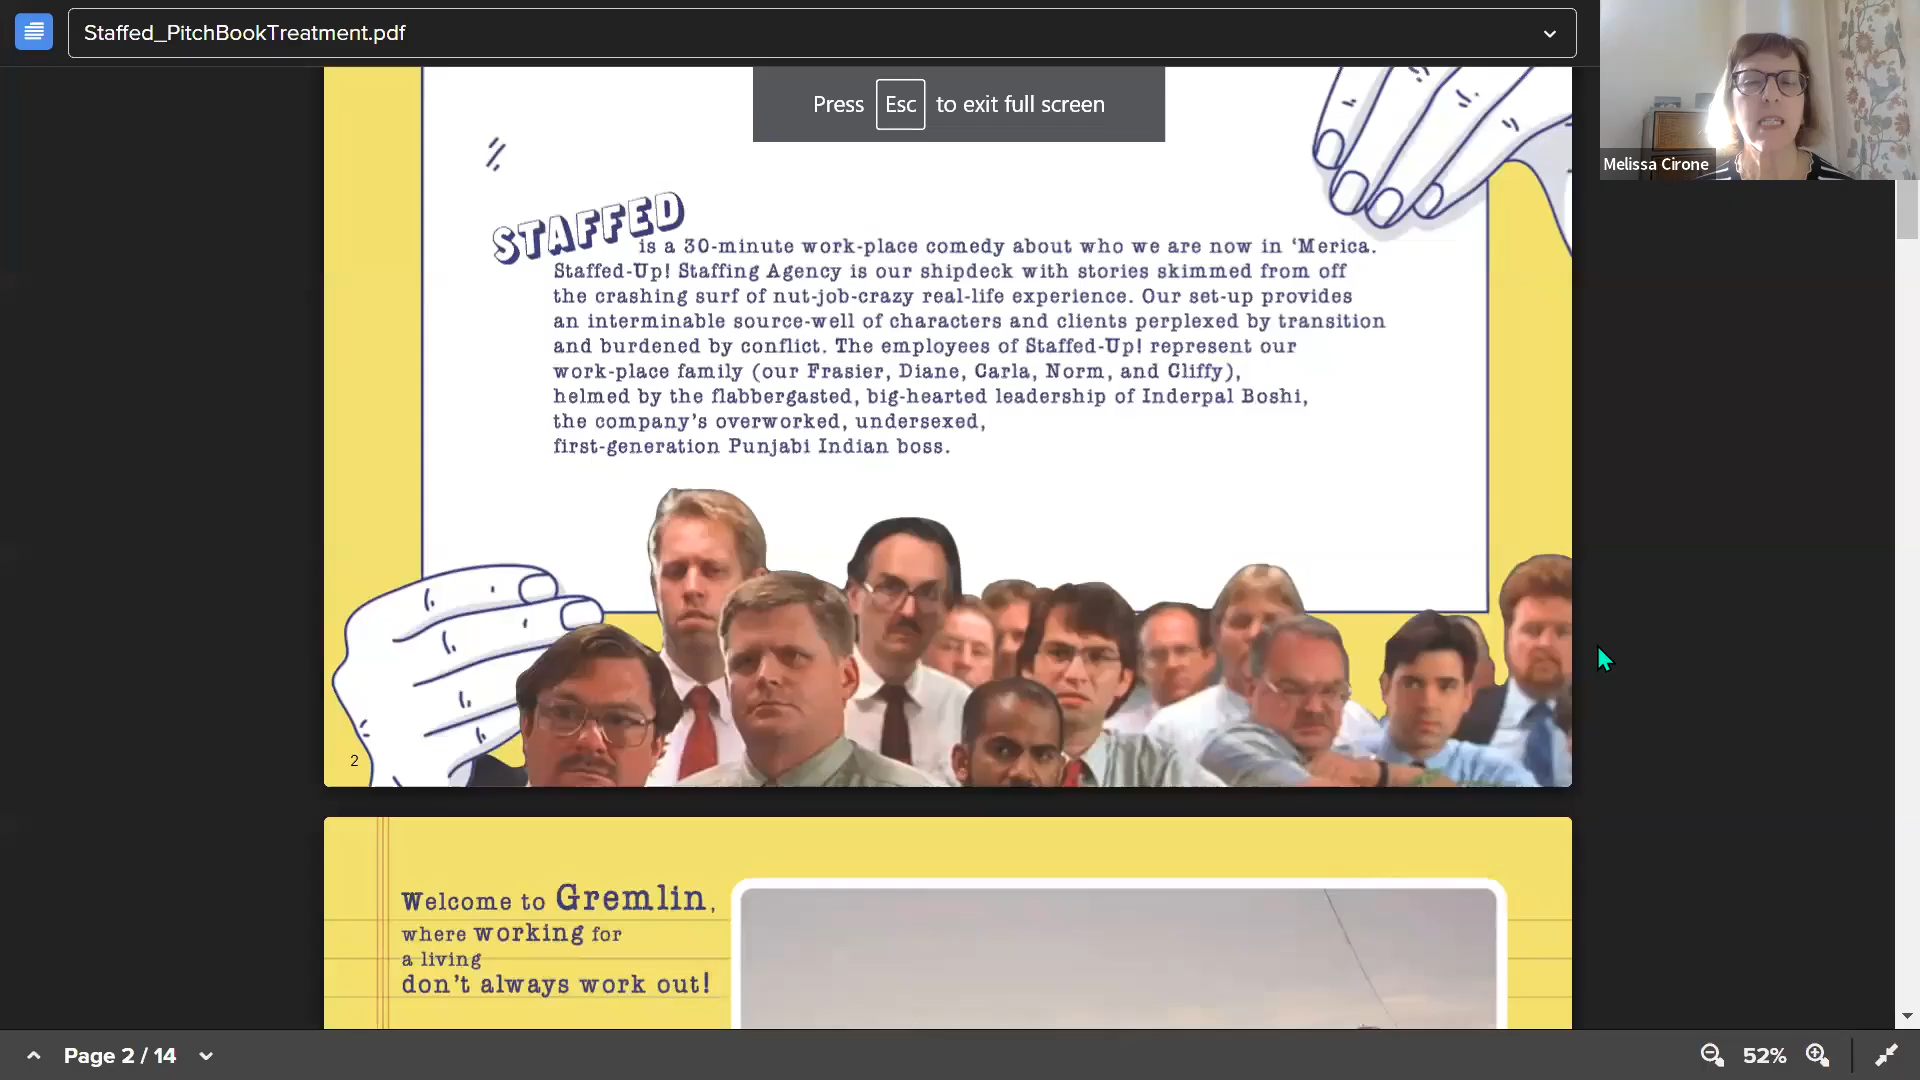 Staffed_PitchBookTreatment.pdf
Press Esc to exit full screen
Melissa Cirone
STAFFED
is a 30-minute work-place comedy about who we are now in ‘Merica.
Staffed-Up! Staffing Agency is our shipdeck with stories skimmed from off
the crashing surf of nut-job-crazy real-life experience. Our set-up provides
an interminable source-well of characters and clients perplexed by transition
and burdened by conflict. The employees of Staffed-Up! represent our
work-place family (our Frasier, Diane, Carla, Norm, and Cliffy),
helmed by the flabbergasted, big-hearted leadership of Inderpal Boshi,
the company’s overworked, undersexed,
first-generation Punjabi Indian boss.
2
Welcome to Gremlin,
where working for
a living
don’t always work out!
Page 2 / 14
52%